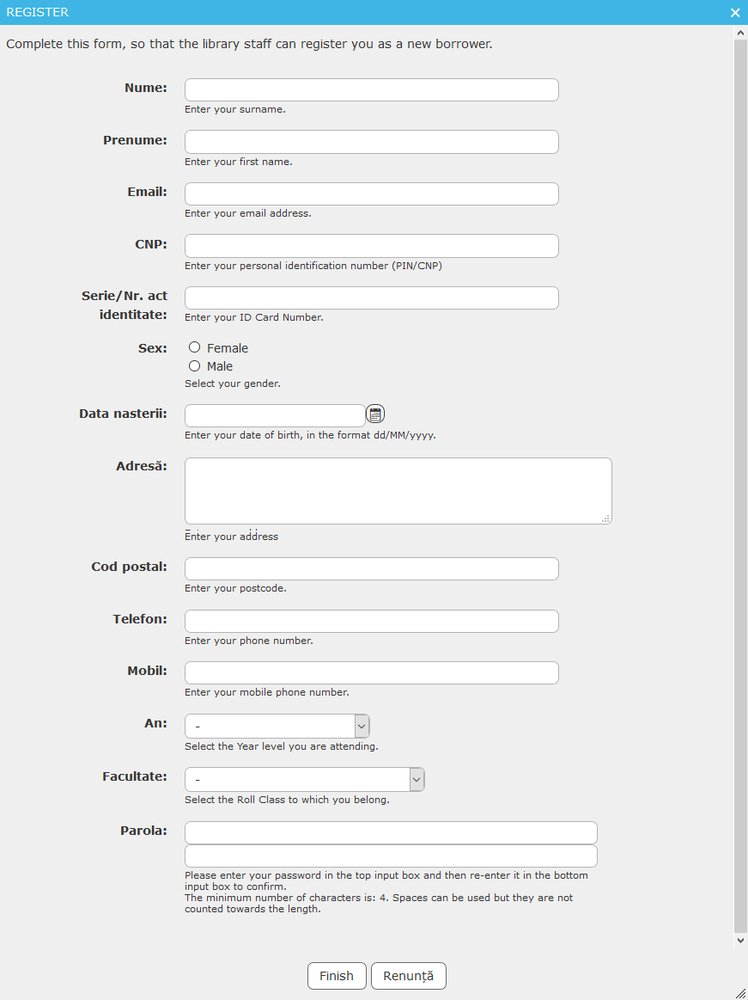 REGISTER
Complete this form, so that the library staff can register you as a new borrower.
Nume:
Enter your surname.
Prenume:
Enter your first name.
Email:
Enter your email address.
CNP:
Enter your personal identification number (PIN/CNP)
Serie/Nr. act
identitate:
Enter your ID Card Number.
Sex:
Female
Male
Select your gender.
Data nasterii:
Enter your date of birth, in the format dd/MM/yyyy.
Adresă:
Enter your address
Cod postal:
Enter your postcode.
Telefon:
Enter your phone number.
Mobil:
Enter your mobile phone number.
An:
-
Select the Year level you are attending.
Facultate:
-
Select the Roll Class to which you belong.
Parola:
Please enter your password in the top input box and then re-enter it in the bottom
input box to confirm.
The minimum number of characters is: 4. Spaces can be used but they are not
counted towards the length.
Finish
Renunță